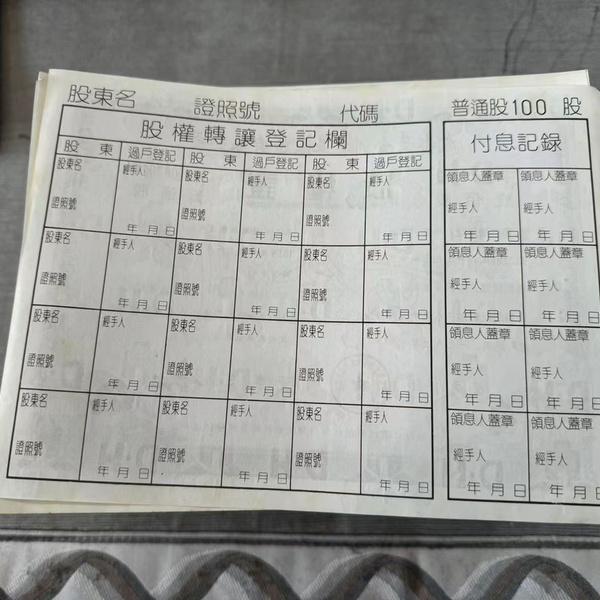 股東名 證照號 代碼 普通股100 股
股權轉讓登記欄
股 東 過戶登記 股 東 過戶登記 股 東 過戶登記
股東名 經手人 股東名 經手人 股東名 經手人
證照號 證照號 證照號
年 月 日 年 月 日 年 月 日
股東名 經手人 股東名 經手人 股東名 經手人
證照號 證照號 證照號
年 月 日 年 月 日 年 月 日
股東名 經手人 股東名 經手人 股東名 經手人
證照號 證照號 證照號
年 月 日 年 月 日 年 月 日
股東名 經手人 股東名 經手人 股東名 經手人
證照號 證照號 證照號
年 月 日 年 月 日 年 月 日
付息記錄
領息人蓋章 領息人蓋章
經手人 經手人
年 月 日 年 月 日
領息人蓋章 領息人蓋章
經手人 經手人
年 月 日 年 月 日
領息人蓋章 領息人蓋章
經手人 經手人
年 月 日 年 月 日
領息人蓋章 領息人蓋章
經手人 經手人
年 月 日 年 月 日